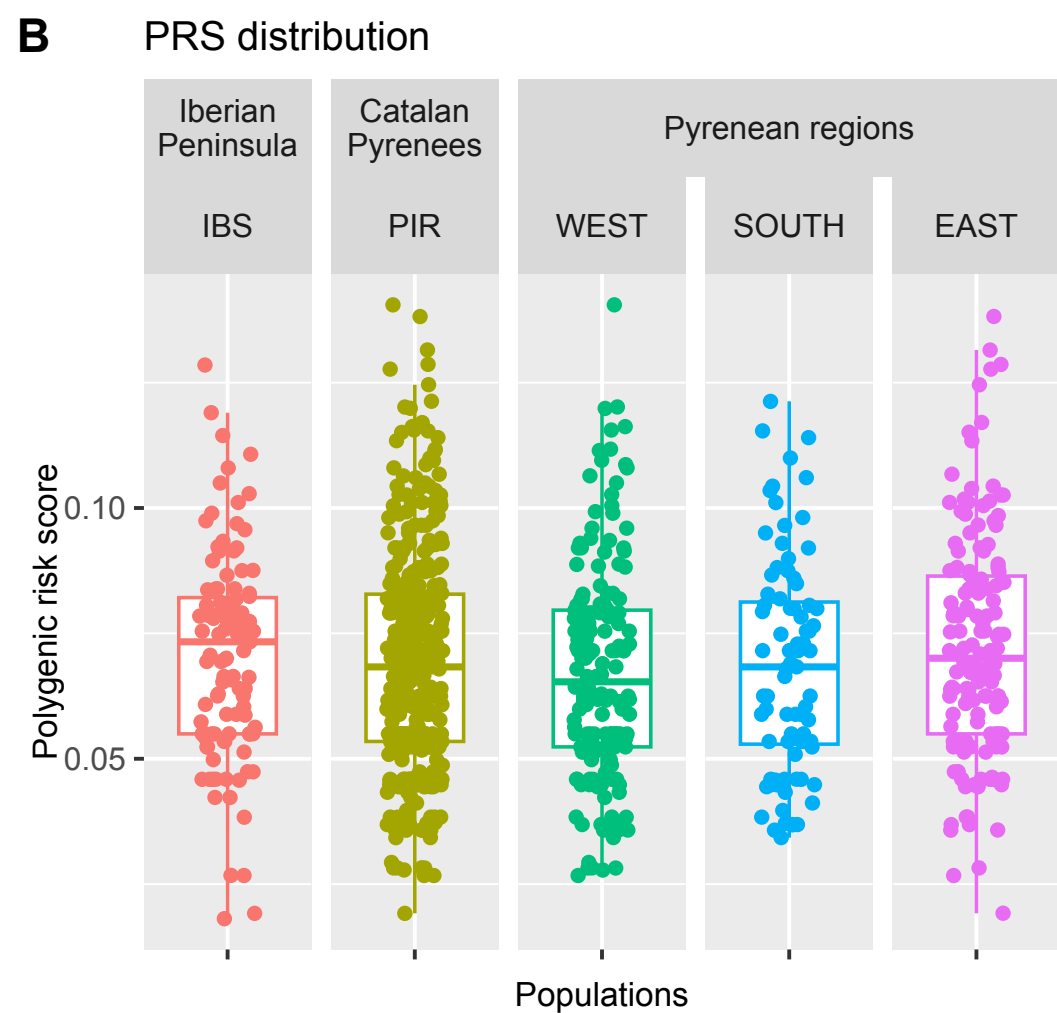 B PRS distribution
Iberian
Peninsula
Catalan
Pyrenees
Pyrenean regions
IBS
PIR
WEST
SOUTH
EAST
Polygenic risk score
0.10
0.05
Populations